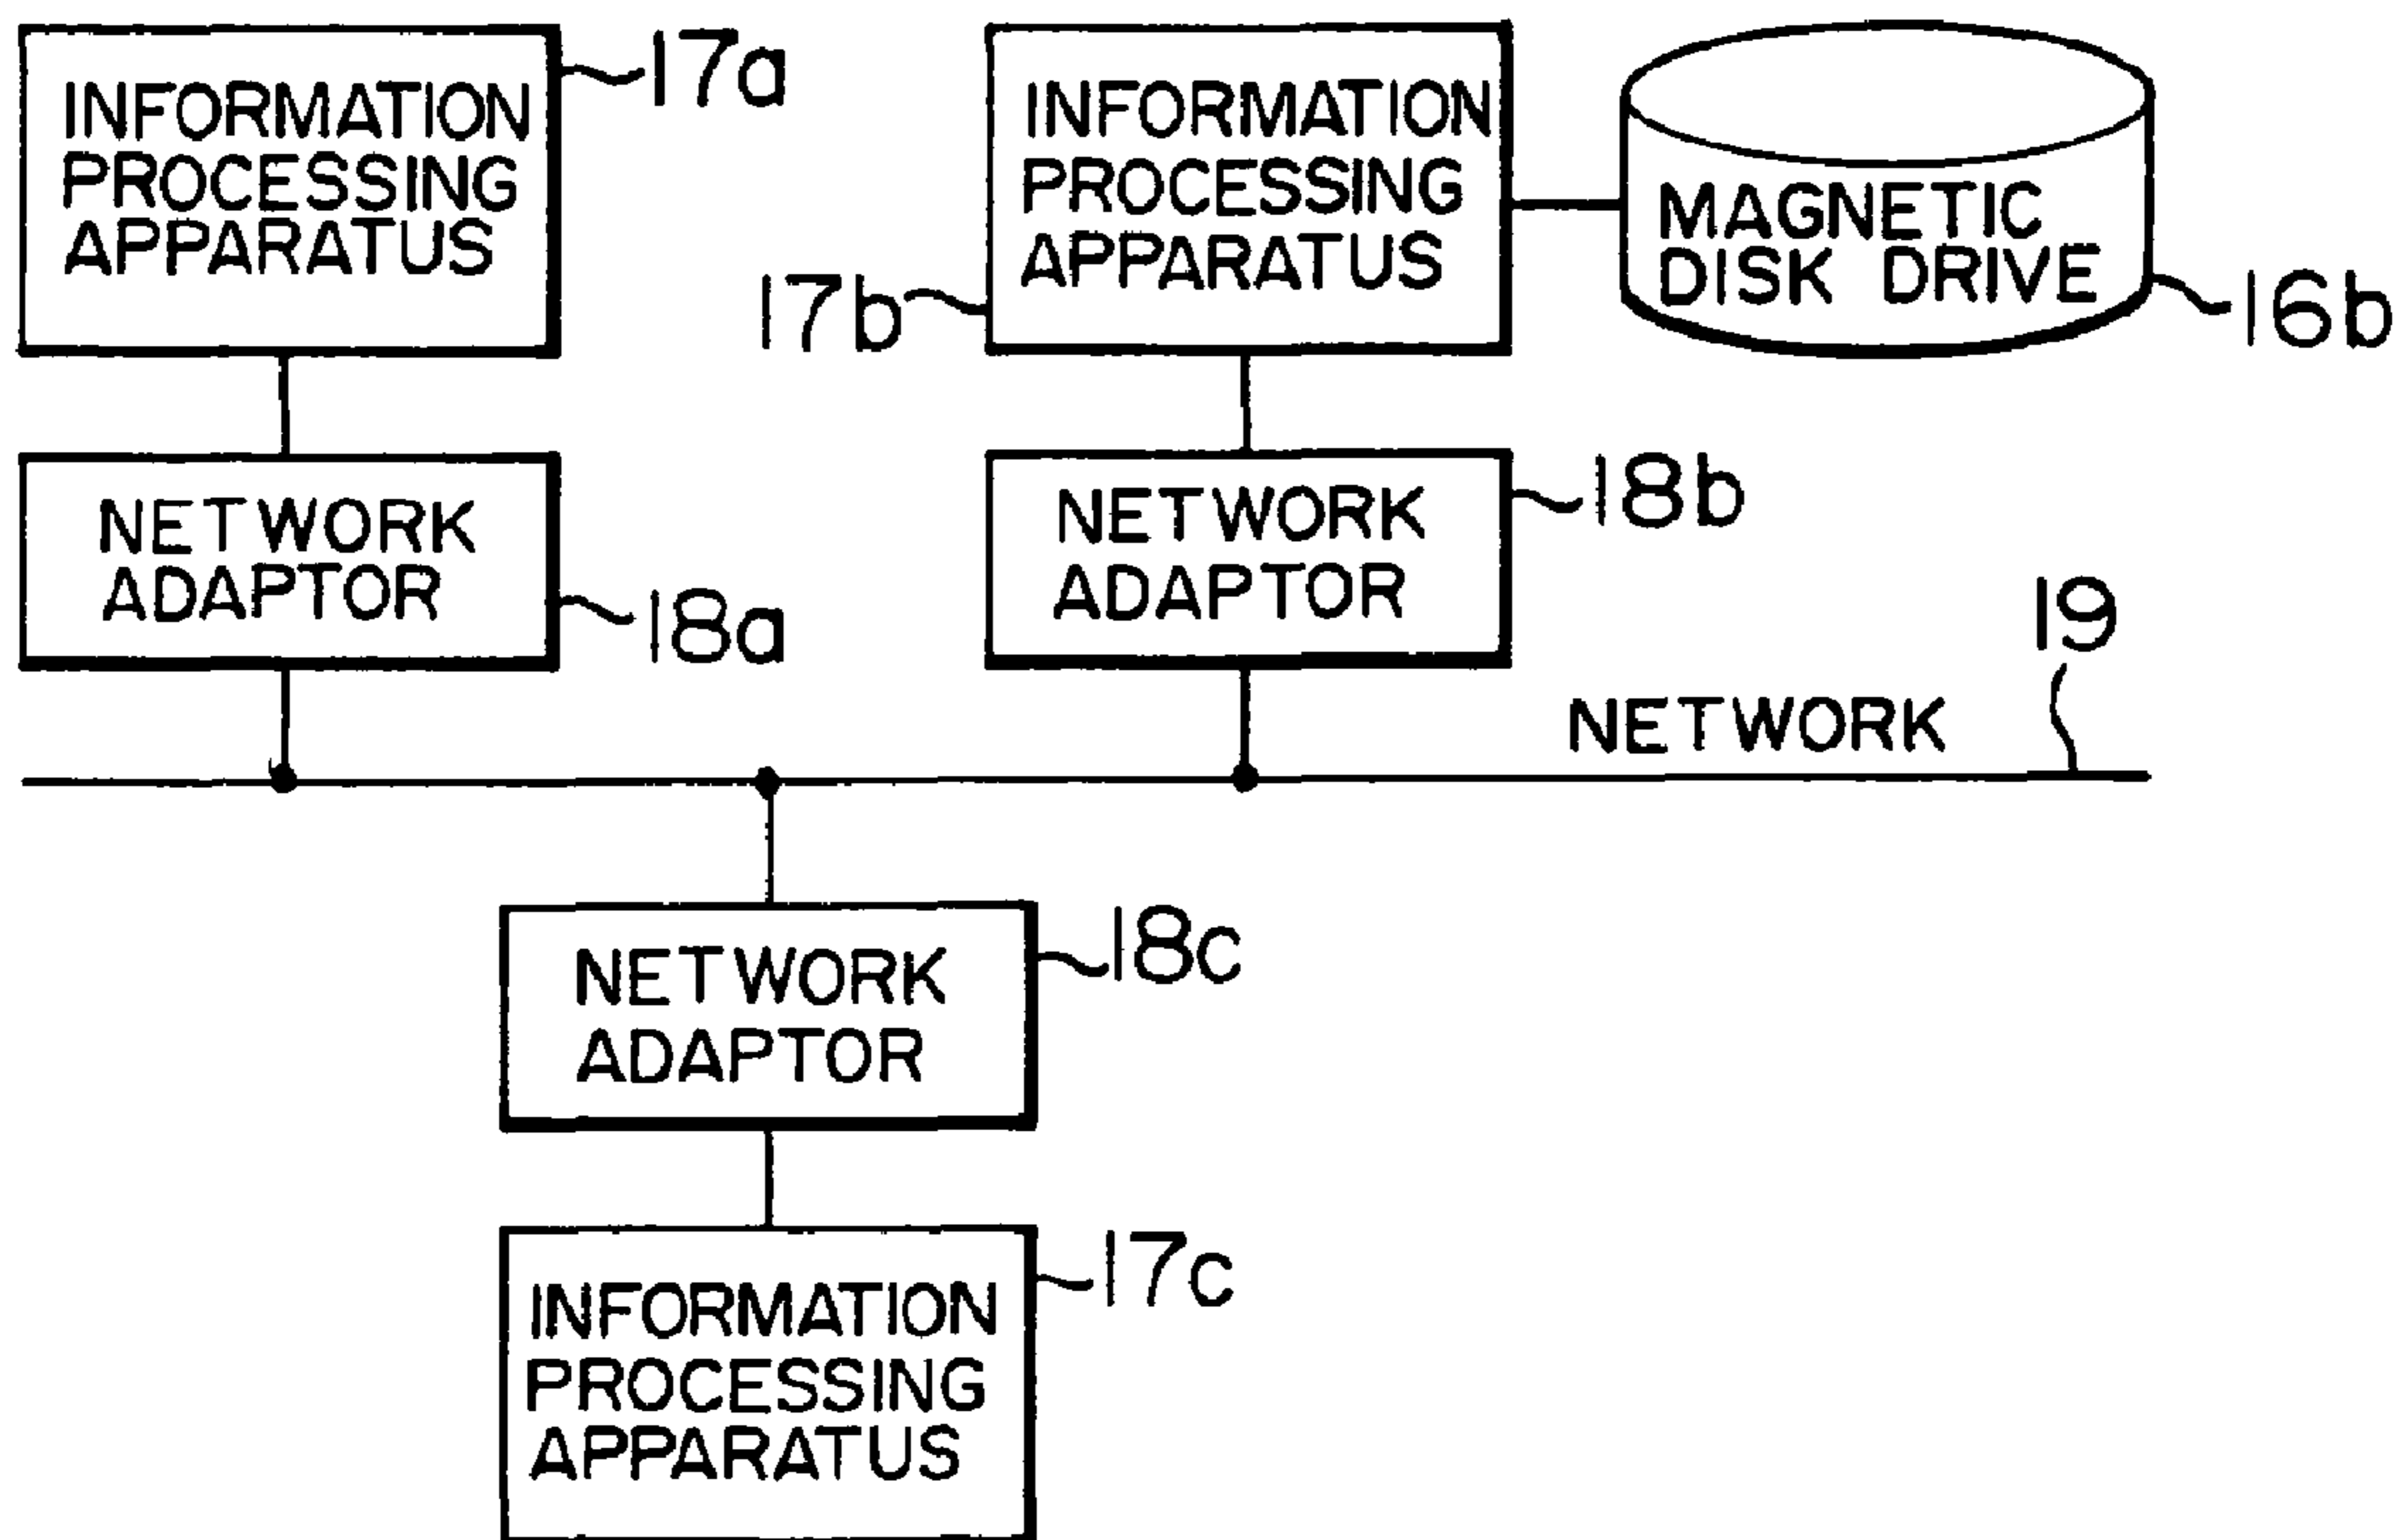 INFORMATION
PROCESSING
APPARATUS
17a
INFORMATION
PROCESSING
APPARATUS
17b
MAGNETIC
DISK DRIVE
16b
NETWORK
ADAPTOR
18a
NETWORK
ADAPTOR
18b
19
NETWORK
NETWORK
ADAPTOR
18c
INFORMATION
PROCESSING
APPARATUS
17c